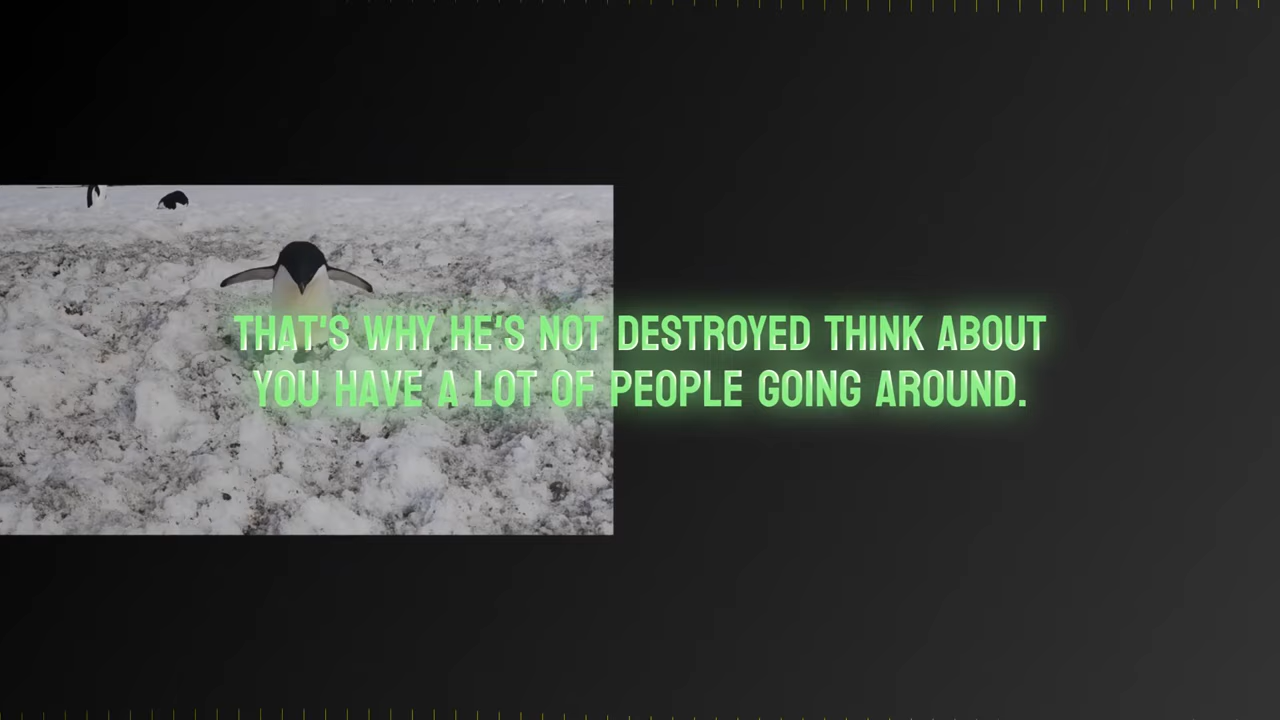 THAT'S WHY HE'S NOT DESTROYED THINK ABOUT
YOU HAVE A LOT OF PEOPLE GOING AROUND.